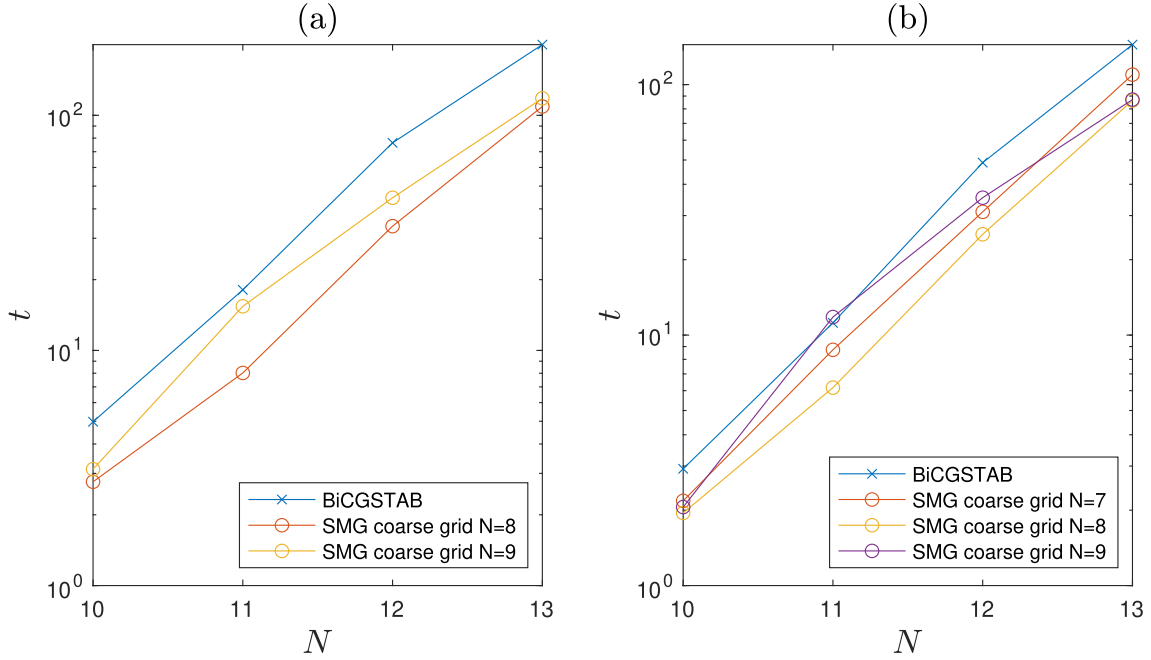 (a)
t
10^2
10^1
10^0
10 11 12 13
N
BiCGSTAB
SMG coarse grid N=8
SMG coarse grid N=9
(b)
t
10^2
10^1
10^0
10 11 12 13
N
BiCGSTAB
SMG coarse grid N=7
SMG coarse grid N=8
SMG coarse grid N=9